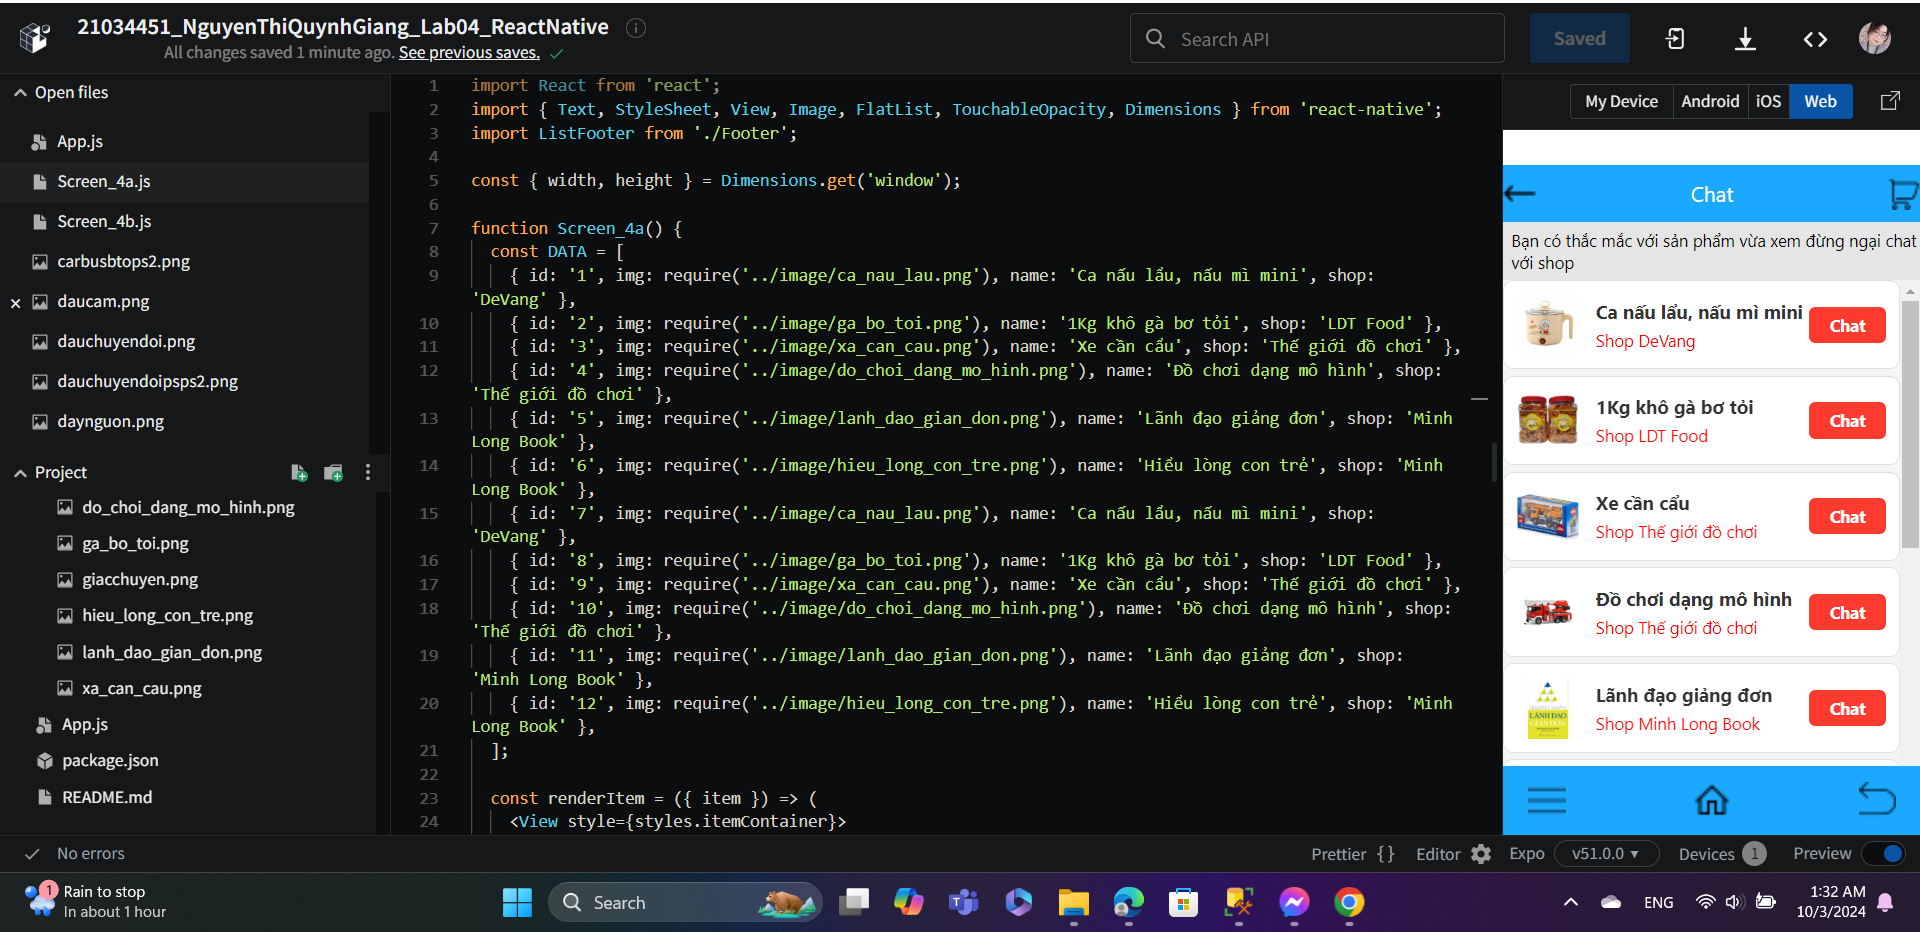 21034451_NguyenThiQuynhGiang_Lab04_ReactNative
All changes saved 1 minute ago. See previous saves.
Search API
Saved
Open files
App.js
Screen_4a.js
Screen_4b.js
carbusbtops2.png
daucam.png
dauchuyendoi.png
dauchuyendoipsps2.png
daynguon.png
Project
do_choi_dang_mo_hinh.png
ga_bo_toi.png
giacchuyen.png
hieu_long_con_tre.png
lanh_dao_gian_don.png
xa_can_cau.png
App.js
package.json
README.md
1 import React from 'react';
2 import { Text, StyleSheet, View, Image, FlatList, TouchableOpacity, Dimensions } from 'react-native';
3 import ListFooter from './Footer';
4
5 const { width, height } = Dimensions.get('window');
6
7 function Screen_4a() {
8 const DATA = [
9 { id: '1', img: require('../image/ca_nau_lau.png'), name: 'Ca nấu lẩu, nấu mì mini', shop:
'DeVang' },
10 { id: '2', img: require('../image/ga_bo_toi.png'), name: '1Kg khô gà bơ tỏi', shop: 'LDT Food' },
11 { id: '3', img: require('../image/xa_can_cau.png'), name: 'Xe cần cẩu', shop: 'Thế giới đồ chơi' },
12 { id: '4', img: require('../image/do_choi_dang_mo_hinh.png'), name: 'Đồ chơi dạng mô hình', shop:
'Thế giới đồ chơi' },
13 { id: '5', img: require('../image/lanh_dao_gian_don.png'), name: 'Lãnh đạo giảng đơn', shop: 'Minh
Long Book' },
14 { id: '6', img: require('../image/hieu_long_con_tre.png'), name: 'Hiểu lòng con trẻ', shop: 'Minh
Long Book' },
15 { id: '7', img: require('../image/ca_nau_lau.png'), name: 'Ca nấu lẩu, nấu mì mini', shop:
'DeVang' },
16 { id: '8', img: require('../image/ga_bo_toi.png'), name: '1Kg khô gà bơ tỏi', shop: 'LDT Food' },
17 { id: '9', img: require('../image/xa_can_cau.png'), name: 'Xe cần cẩu', shop: 'Thế giới đồ chơi' },
18 { id: '10', img: require('../image/do_choi_dang_mo_hinh.png'), name: 'Đồ chơi dạng mô hình', shop:
'Thế giới đồ chơi' },
19 { id: '11', img: require('../image/lanh_dao_gian_don.png'), name: 'Lãnh đạo giảng đơn', shop:
'Minh Long Book' },
20 { id: '12', img: require('../image/hieu_long_con_tre.png'), name: 'Hiểu lòng con trẻ', shop: 'Minh
Long Book' },
21 ];
22
23 const renderItem = ({ item }) => (
24 <View style={styles.itemContainer}>
My Device Android iOS Web
Chat
Bạn có thắc mắc với sản phẩm vừa xem đừng ngại chat
với shop
Ca nấu lẩu, nấu mì mini
Shop DeVang
Chat
1Kg khô gà bơ tỏi
Shop LDT Food
Chat
Xe cần cẩu
Shop Thế giới đồ chơi
Chat
Đồ chơi dạng mô hình
Shop Thế giới đồ chơi
Chat
LÃNH ĐẠO
GIẢN ĐƠN
Lãnh đạo giảng đơn
Shop Minh Long Book
Chat
No errors
Prettier {} Editor Expo v51.0.0 Devices 1 Preview
1
Rain to stop
In about 1 hour
Search
ENG
1:32 AM
10/3/2024